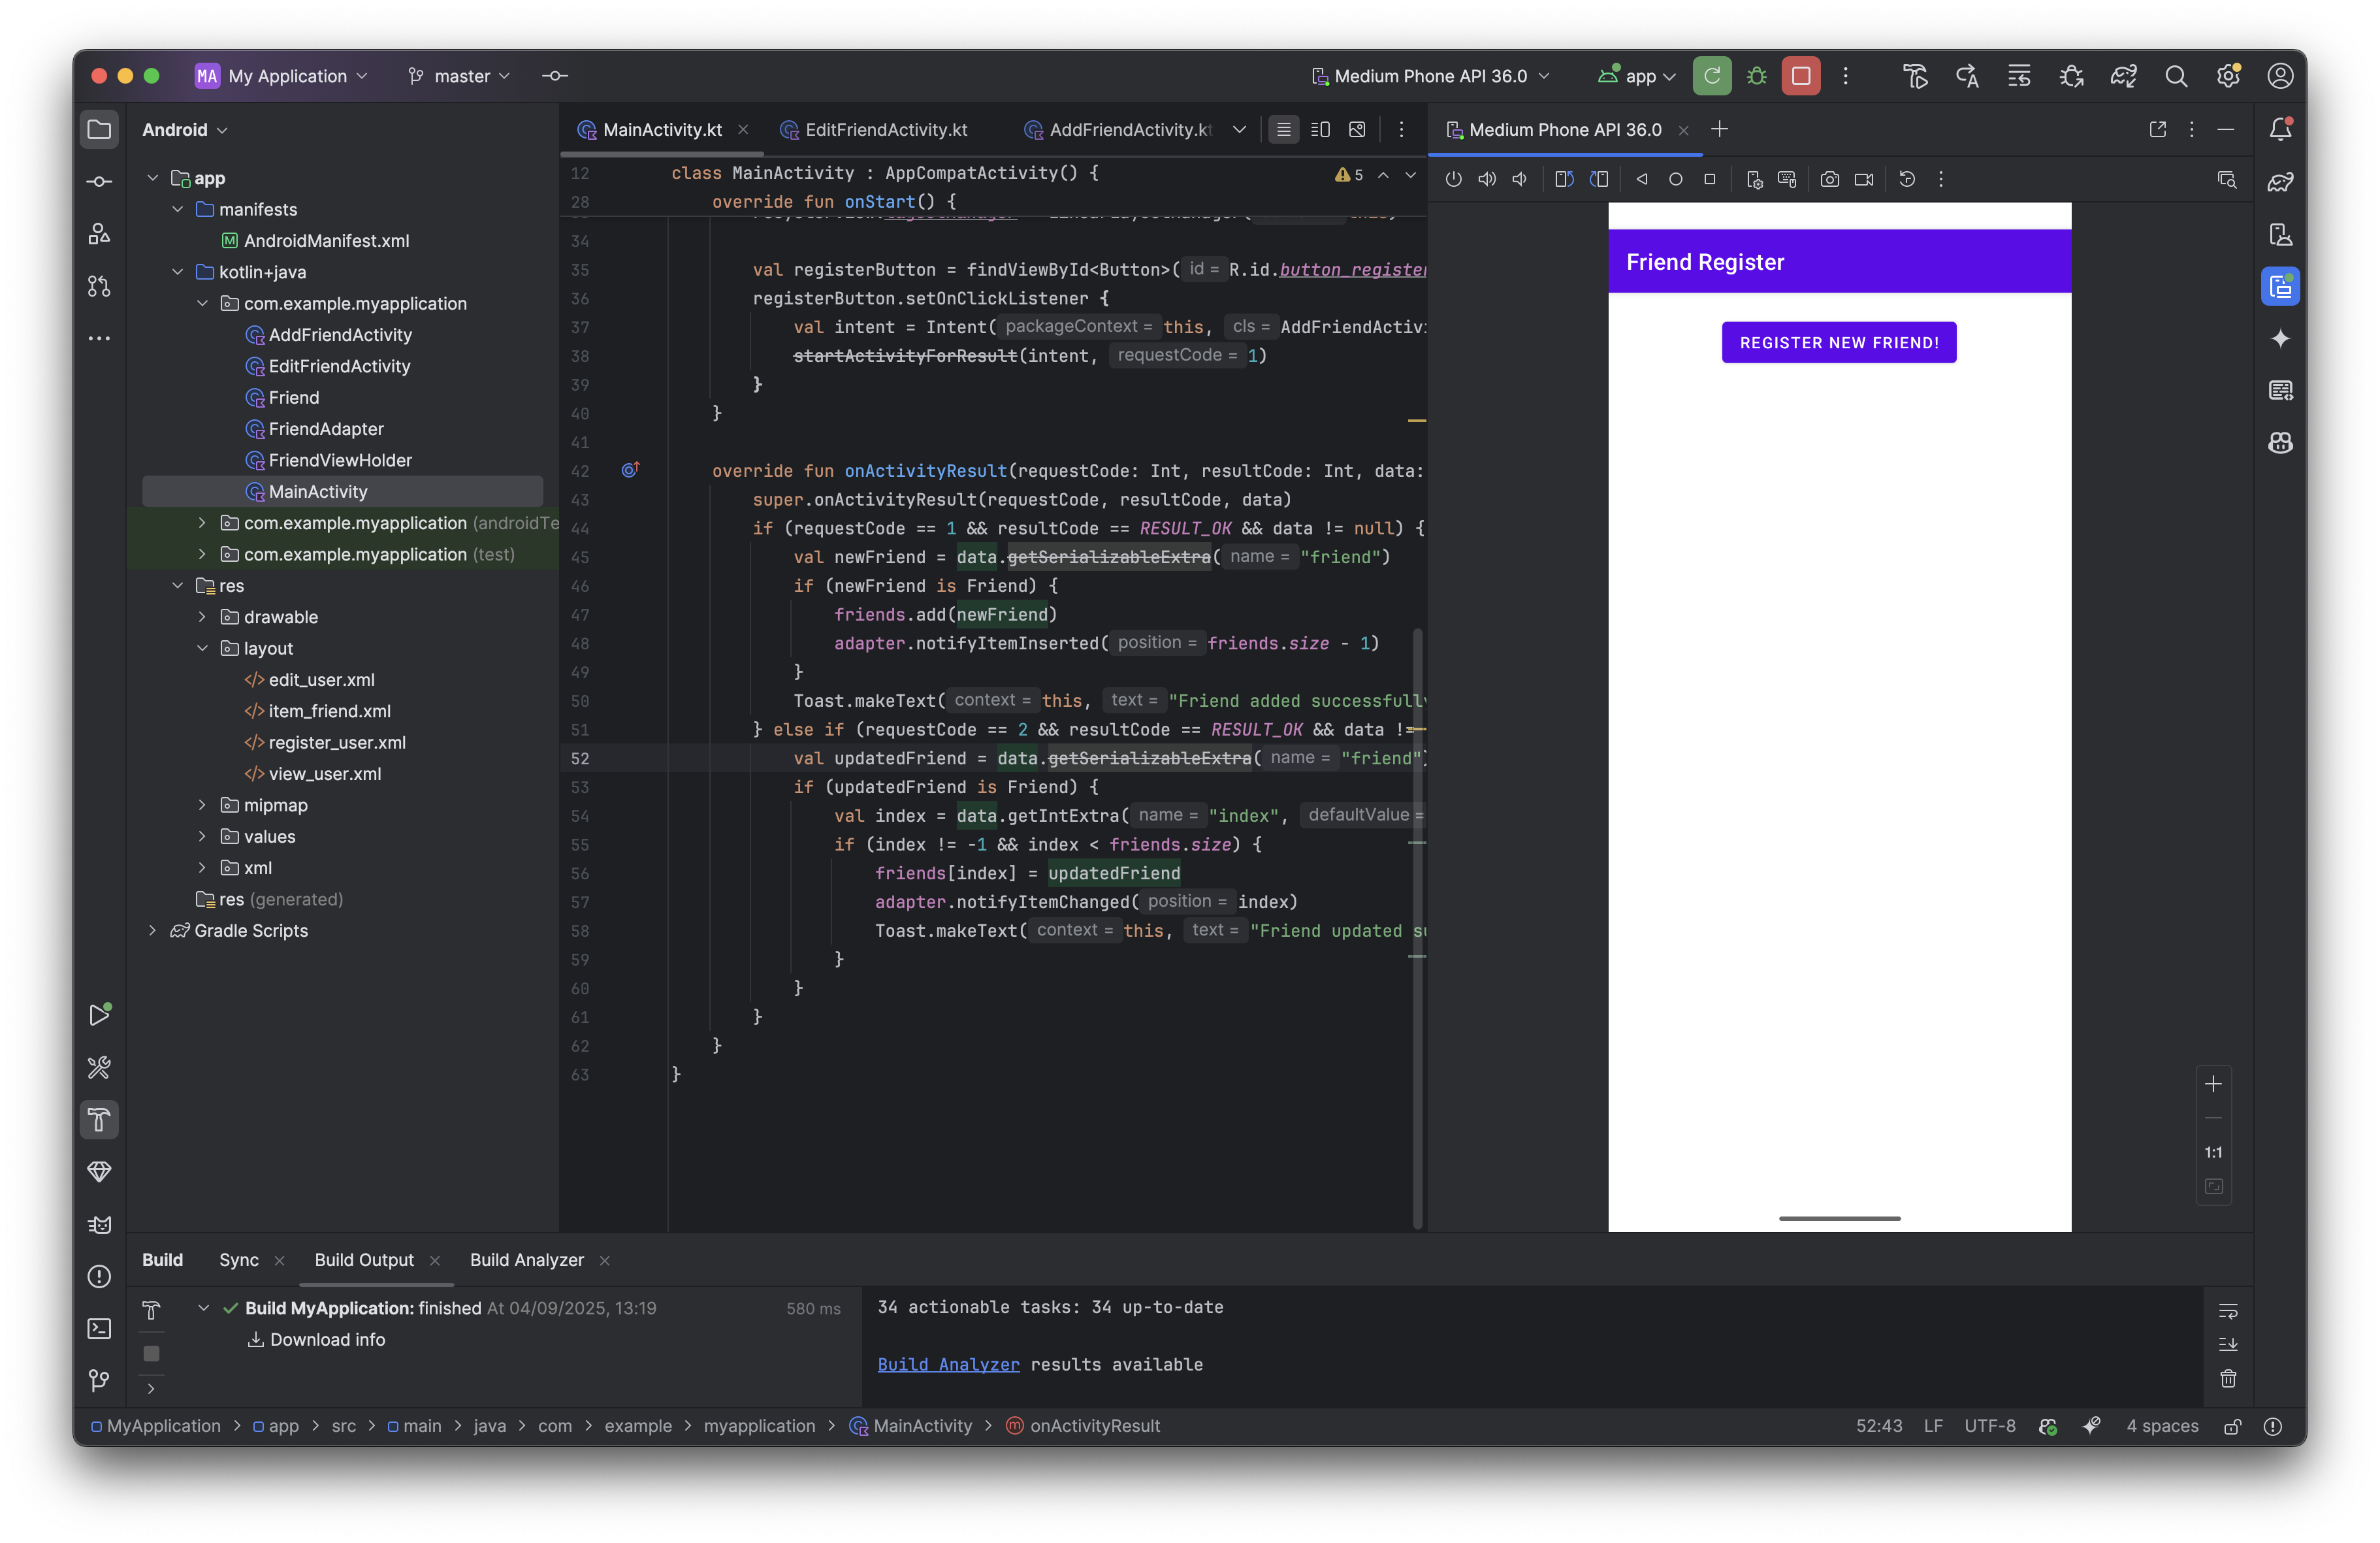 MA My Application
master
Medium Phone API 36.0
app
Android
app
manifests
AndroidManifest.xml
kotlin+java
com.example.myapplication
AddFriendActivity
EditFriendActivity
Friend
FriendAdapter
FriendViewHolder
MainActivity
com.example.myapplication (androidTe
com.example.myapplication (test)
res
drawable
layout
edit_user.xml
item_friend.xml
register_user.xml
view_user.xml
mipmap
values
xml
res (generated)
Gradle Scripts
MainActivity.kt
EditFriendActivity.kt
AddFriendActivity.kt
12 class MainActivity : AppCompatActivity() {
5
28 override fun onStart() {
34
35 val registerButton = findViewById<Button>( id = R.id.button_register
36 registerButton.setOnClickListener {
37 val intent = Intent( packageContext = this, cls = AddFriendActivi
38 startActivityForResult(intent, requestCode = 1)
39 }
40 }
41
42 override fun onActivityResult(requestCode: Int, resultCode: Int, data:
43 super.onActivityResult(requestCode, resultCode, data)
44 if (requestCode == 1 && resultCode == RESULT_OK && data != null) {
45 val newFriend = data.getSerializableExtra( name = "friend")
46 if (newFriend is Friend) {
47 friends.add(newFriend)
48 adapter.notifyItemInserted( position = friends.size - 1)
49 }
50 Toast.makeText( context = this, text = "Friend added successfully
51 } else if (requestCode == 2 && resultCode == RESULT_OK && data !=
52 val updatedFriend = data.getSerializableExtra( name = "friend")
53 if (updatedFriend is Friend) {
54 val index = data.getIntExtra( name = "index", defaultValue =
55 if (index != -1 && index < friends.size) {
56 friends[index] = updatedFriend
57 adapter.notifyItemChanged( position = index)
58 Toast.makeText( context = this, text = "Friend updated su
59 }
60 }
61 }
62 }
63 }
Medium Phone API 36.0
Friend Register
REGISTER NEW FRIEND!
1:1
Build
Sync
Build Output
Build Analyzer
Build MyApplication: finished At 04/09/2025, 13:19 580 ms
Download info
34 actionable tasks: 34 up-to-date
Build Analyzer results available
MyApplication > app > src > main > java > com > example > myapplication > MainActivity > onActivityResult
52:43 LF UTF-8 4 spaces